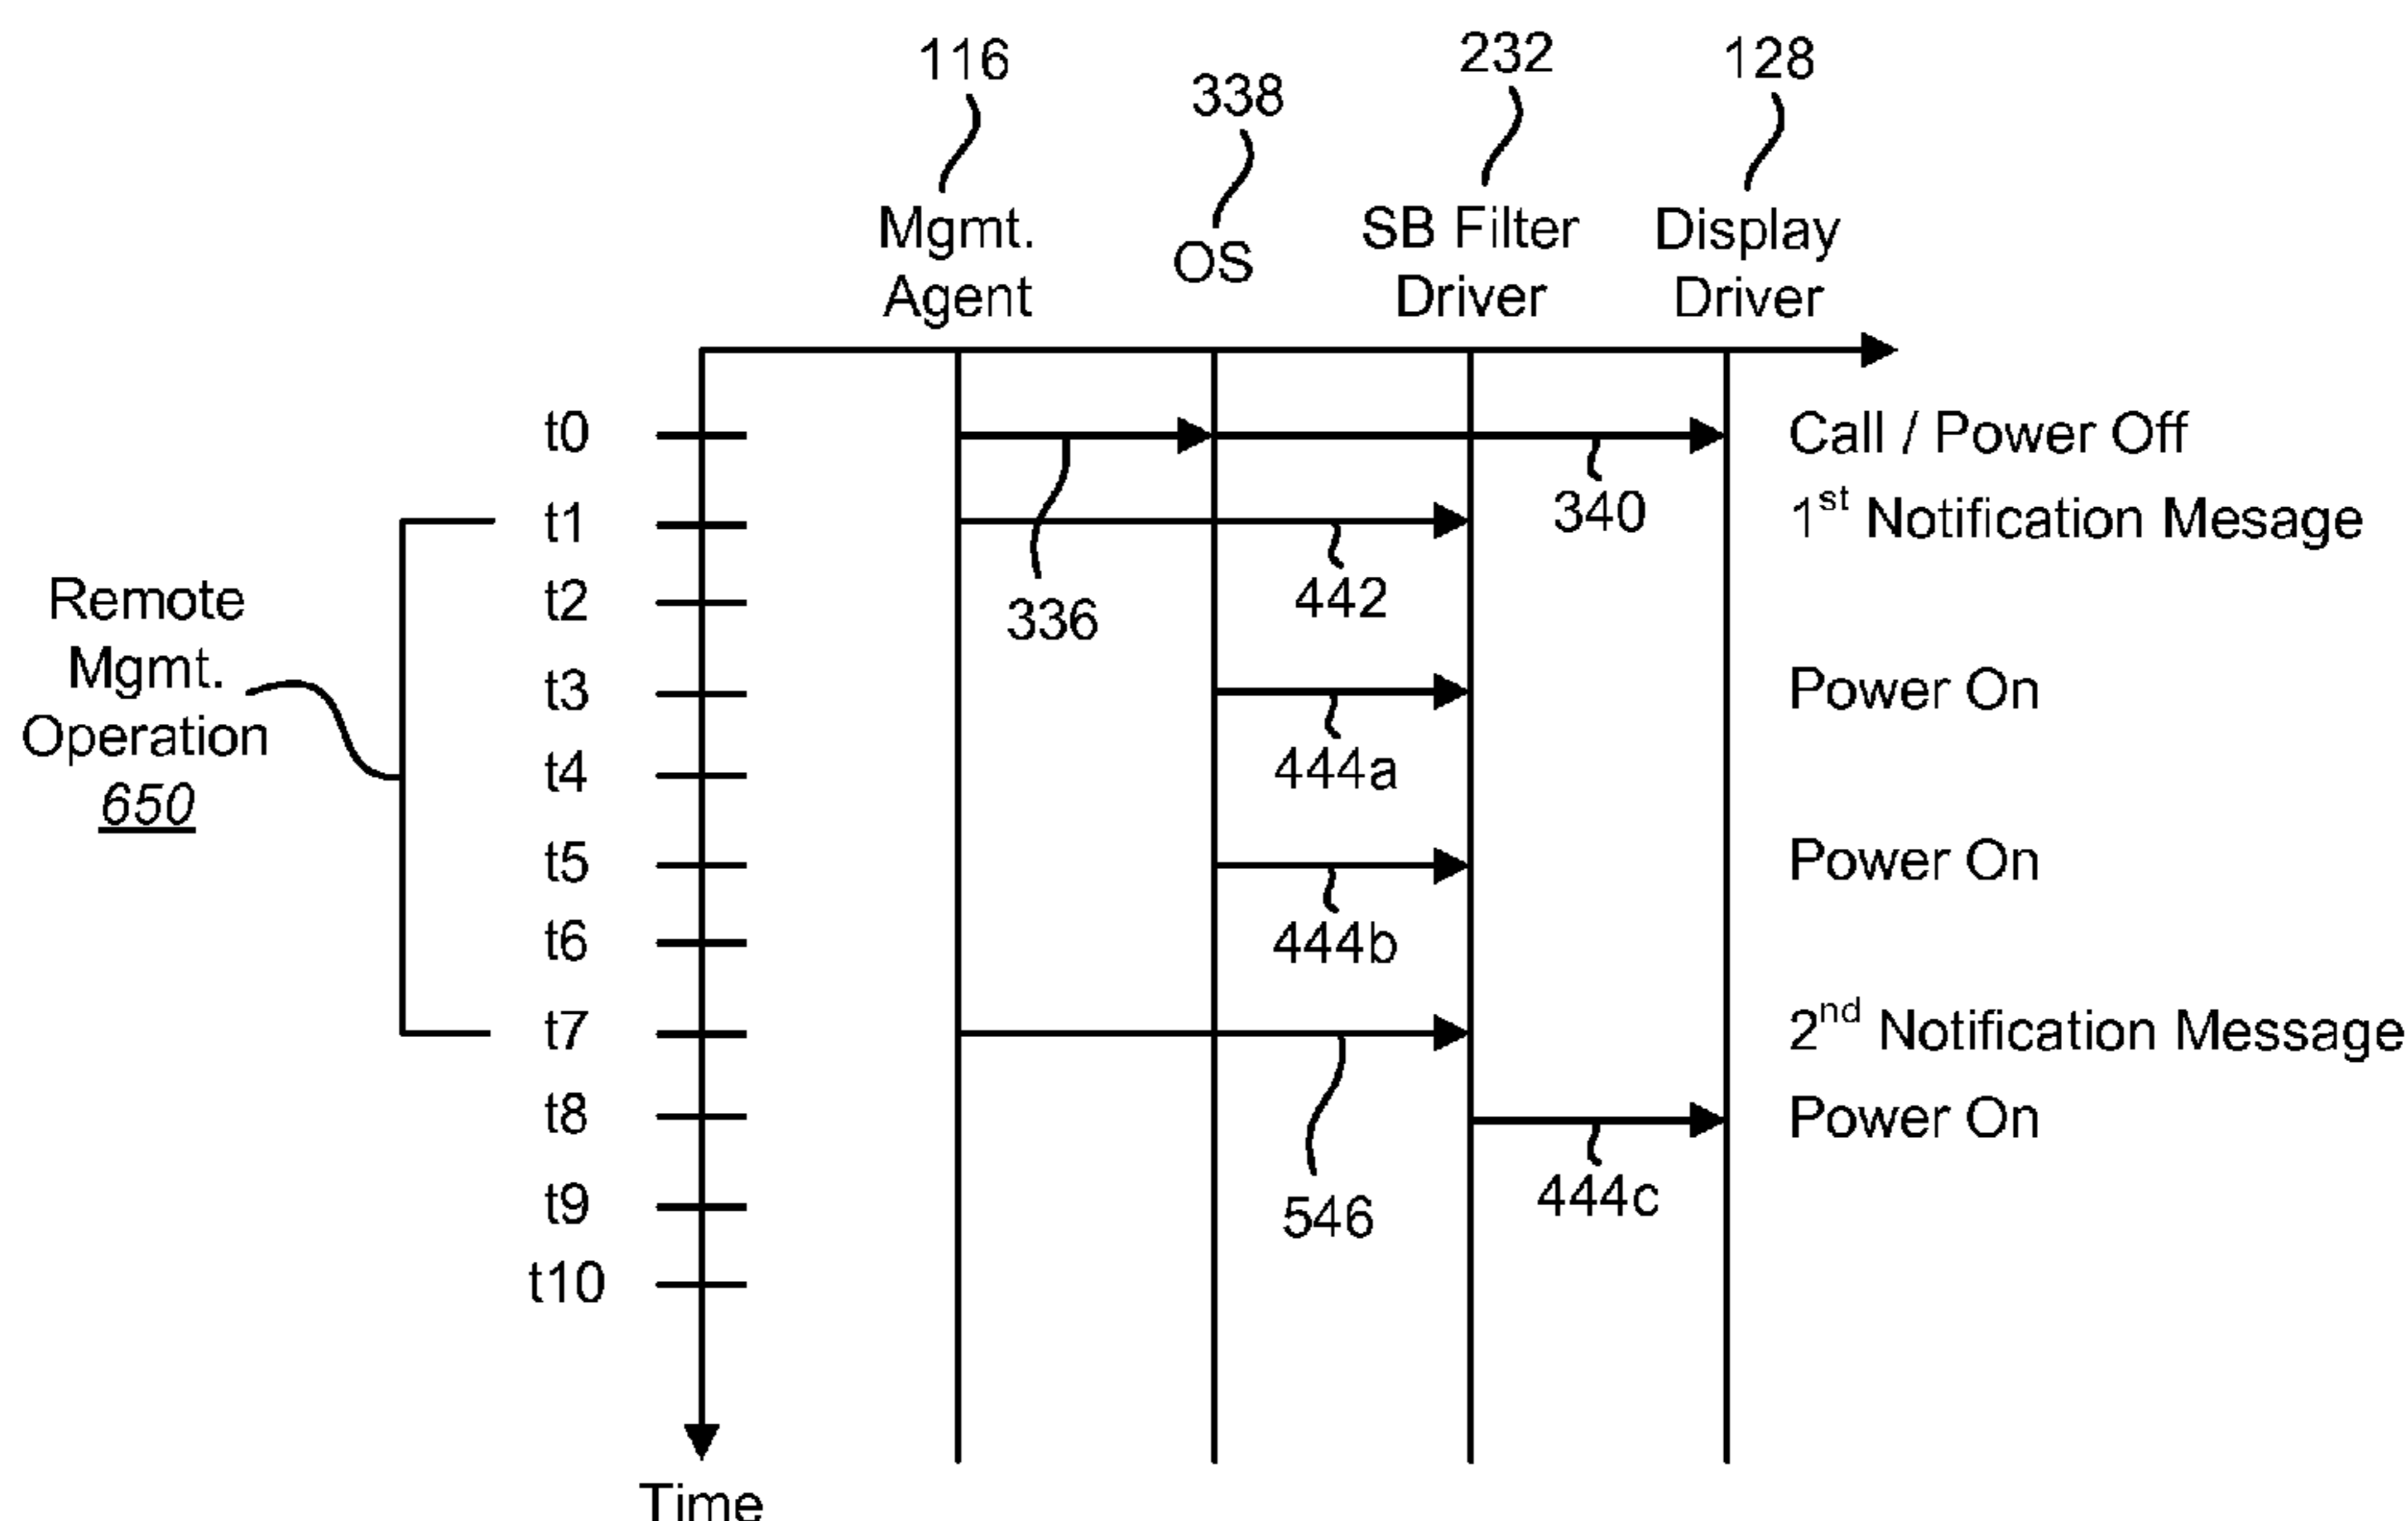 116
338
232
128
Mgmt.
Agent
OS
SB Filter
Driver
Display
Driver
t0
Call / Power Off
340
t1
1st Notification Mesage
Remote
Mgmt.
Operation
650
t2
336
442
t3
Power On
t4
444a
t5
Power On
t6
444b
t7
2nd Notification Message
t8
Power On
t9
546
444c
t10
Time